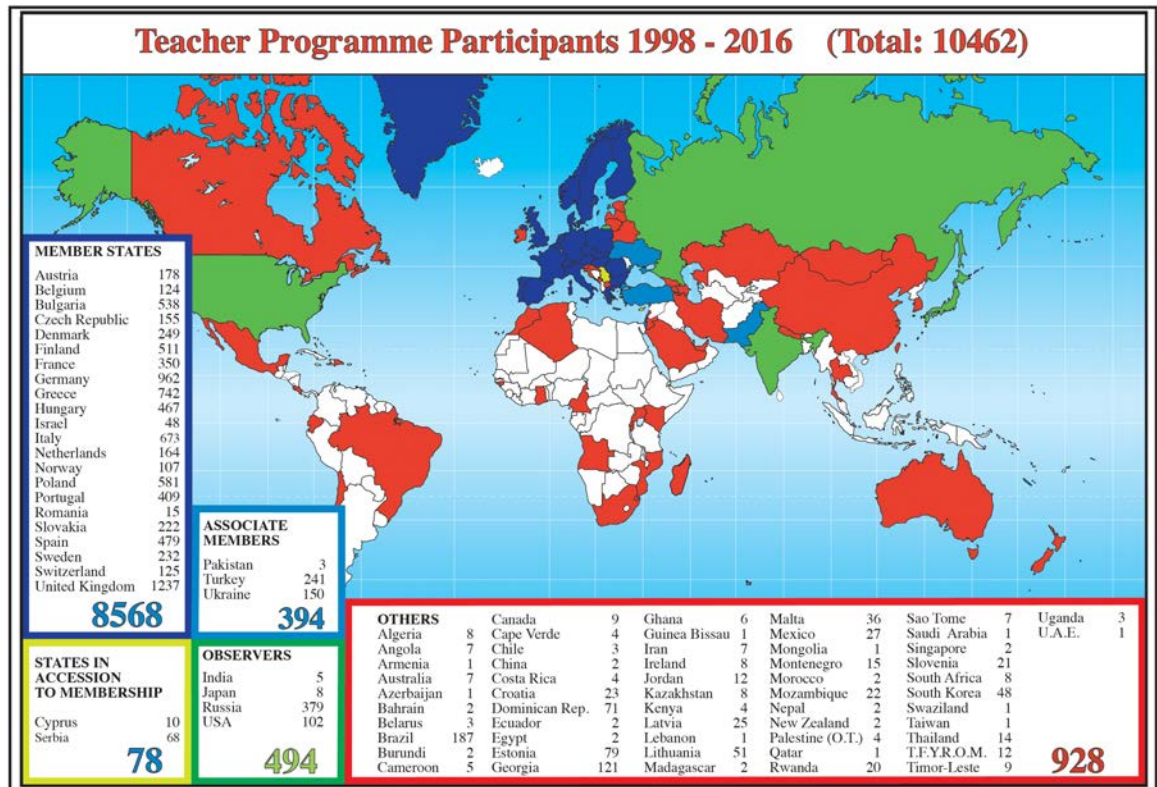 Teacher Programme Participants 1998 - 2016 (Total: 10462)
MEMBER STATES
Austria 178
Belgium 124
Bulgaria 538
Czech Republic 155
Denmark 249
Finland 511
France 350
Germany 962
Greece 742
Hungary 467
Israel 48
Italy 673
Netherlands 164
Norway 107
Poland 581
Portugal 409
Romania 15
Slovakia 222
Spain 479
Sweden 232
Switzerland 125
United Kingdom 1237
8568
ASSOCIATE
MEMBERS
Pakistan 3
Turkey 241
Ukraine 150
394
STATES IN
ACCESSION
TO MEMBERSHIP
Cyprus 10
Serbia 68
78
OBSERVERS
India 5
Japan 8
Russia 379
USA 102
494
OTHERS
Algeria 8
Angola 7
Armenia 1
Australia 7
Azerbaijan 1
Bahrain 2
Belarus 3
Brazil 187
Burundi 2
Cameroon 5
Canada 9
Cape Verde 4
Chile 3
China 2
Costa Rica 4
Croatia 23
Dominican Rep. 71
Ecuador 2
Egypt 2
Estonia 79
Georgia 121
Ghana 6
Guinea Bissau 1
Iran 7
Ireland 8
Jordan 12
Kazakhstan 8
Kenya 4
Latvia 25
Lebanon 1
Lithuania 51
Madagascar 2
Malta 36
Mexico 27
Mongolia 1
Montenegro 15
Morocco 2
Mozambique 22
Nepal 2
New Zealand 2
Palestine (O.T.) 4
Qatar 1
Rwanda 20
Sao Tome 7
Saudi Arabia 1
Singapore 2
Slovenia 21
South Africa 8
South Korea 48
Swaziland 1
Taiwan 1
Thailand 14
T.F.Y.R.O.M. 12
Timor-Leste 9
Uganda 3
U.A.E. 1
928